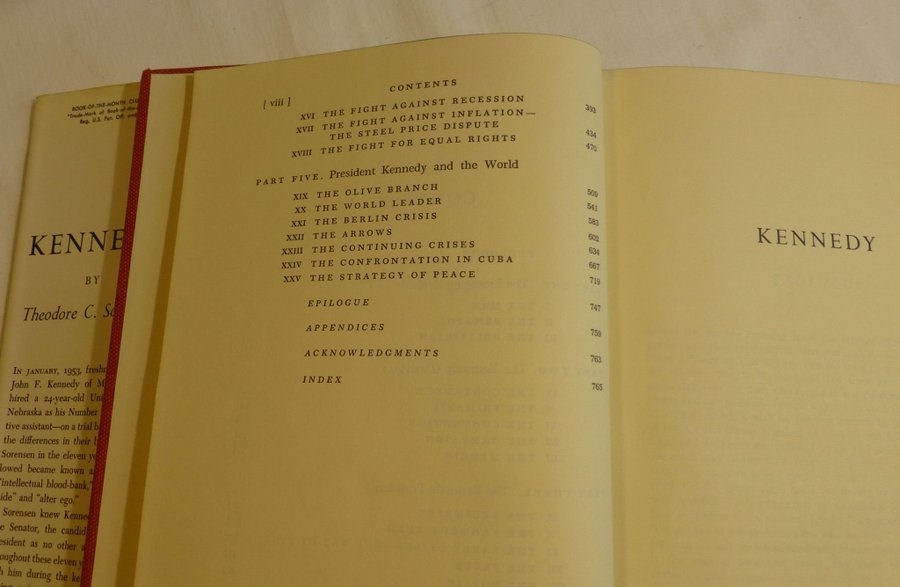 BOOK-OF-THE-MONTH
"Trade-Mark of
Reg. U.S. Pat. Off.
KENNE
BY
Theodore C.
IN JANUARY, 1953,
John F. Kennedy of
hired a 24-year-old
Nebraska as his Number
tive assistant—on a trial
the differences in their
Sorensen in the eleven
lowed became known
"intellectual blood-bank,"
and "alter ego."
Sorensen knew
Senator, the
as no other
these eleven
him during the
[ viii ] CONTENTS
XVI THE FIGHT AGAINST RECESSION 393
XVII THE FIGHT AGAINST INFLATION—
THE STEEL PRICE DISPUTE 434
XVIII THE FIGHT FOR EQUAL RIGHTS 470
PART FIVE. President Kennedy and the World
XIX THE OLIVE BRANCH 509
XX THE WORLD LEADER 541
XXI THE BERLIN CRISIS 583
XXII THE ARROWS 602
XXIII THE CONTINUING CRISES 634
XXIV THE CONFRONTATION IN CUBA 667
XXV THE STRATEGY OF PEACE 719
EPILOGUE 747
APPENDICES 759
ACKNOWLEDGMENTS 763
INDEX 765
KENNEDY